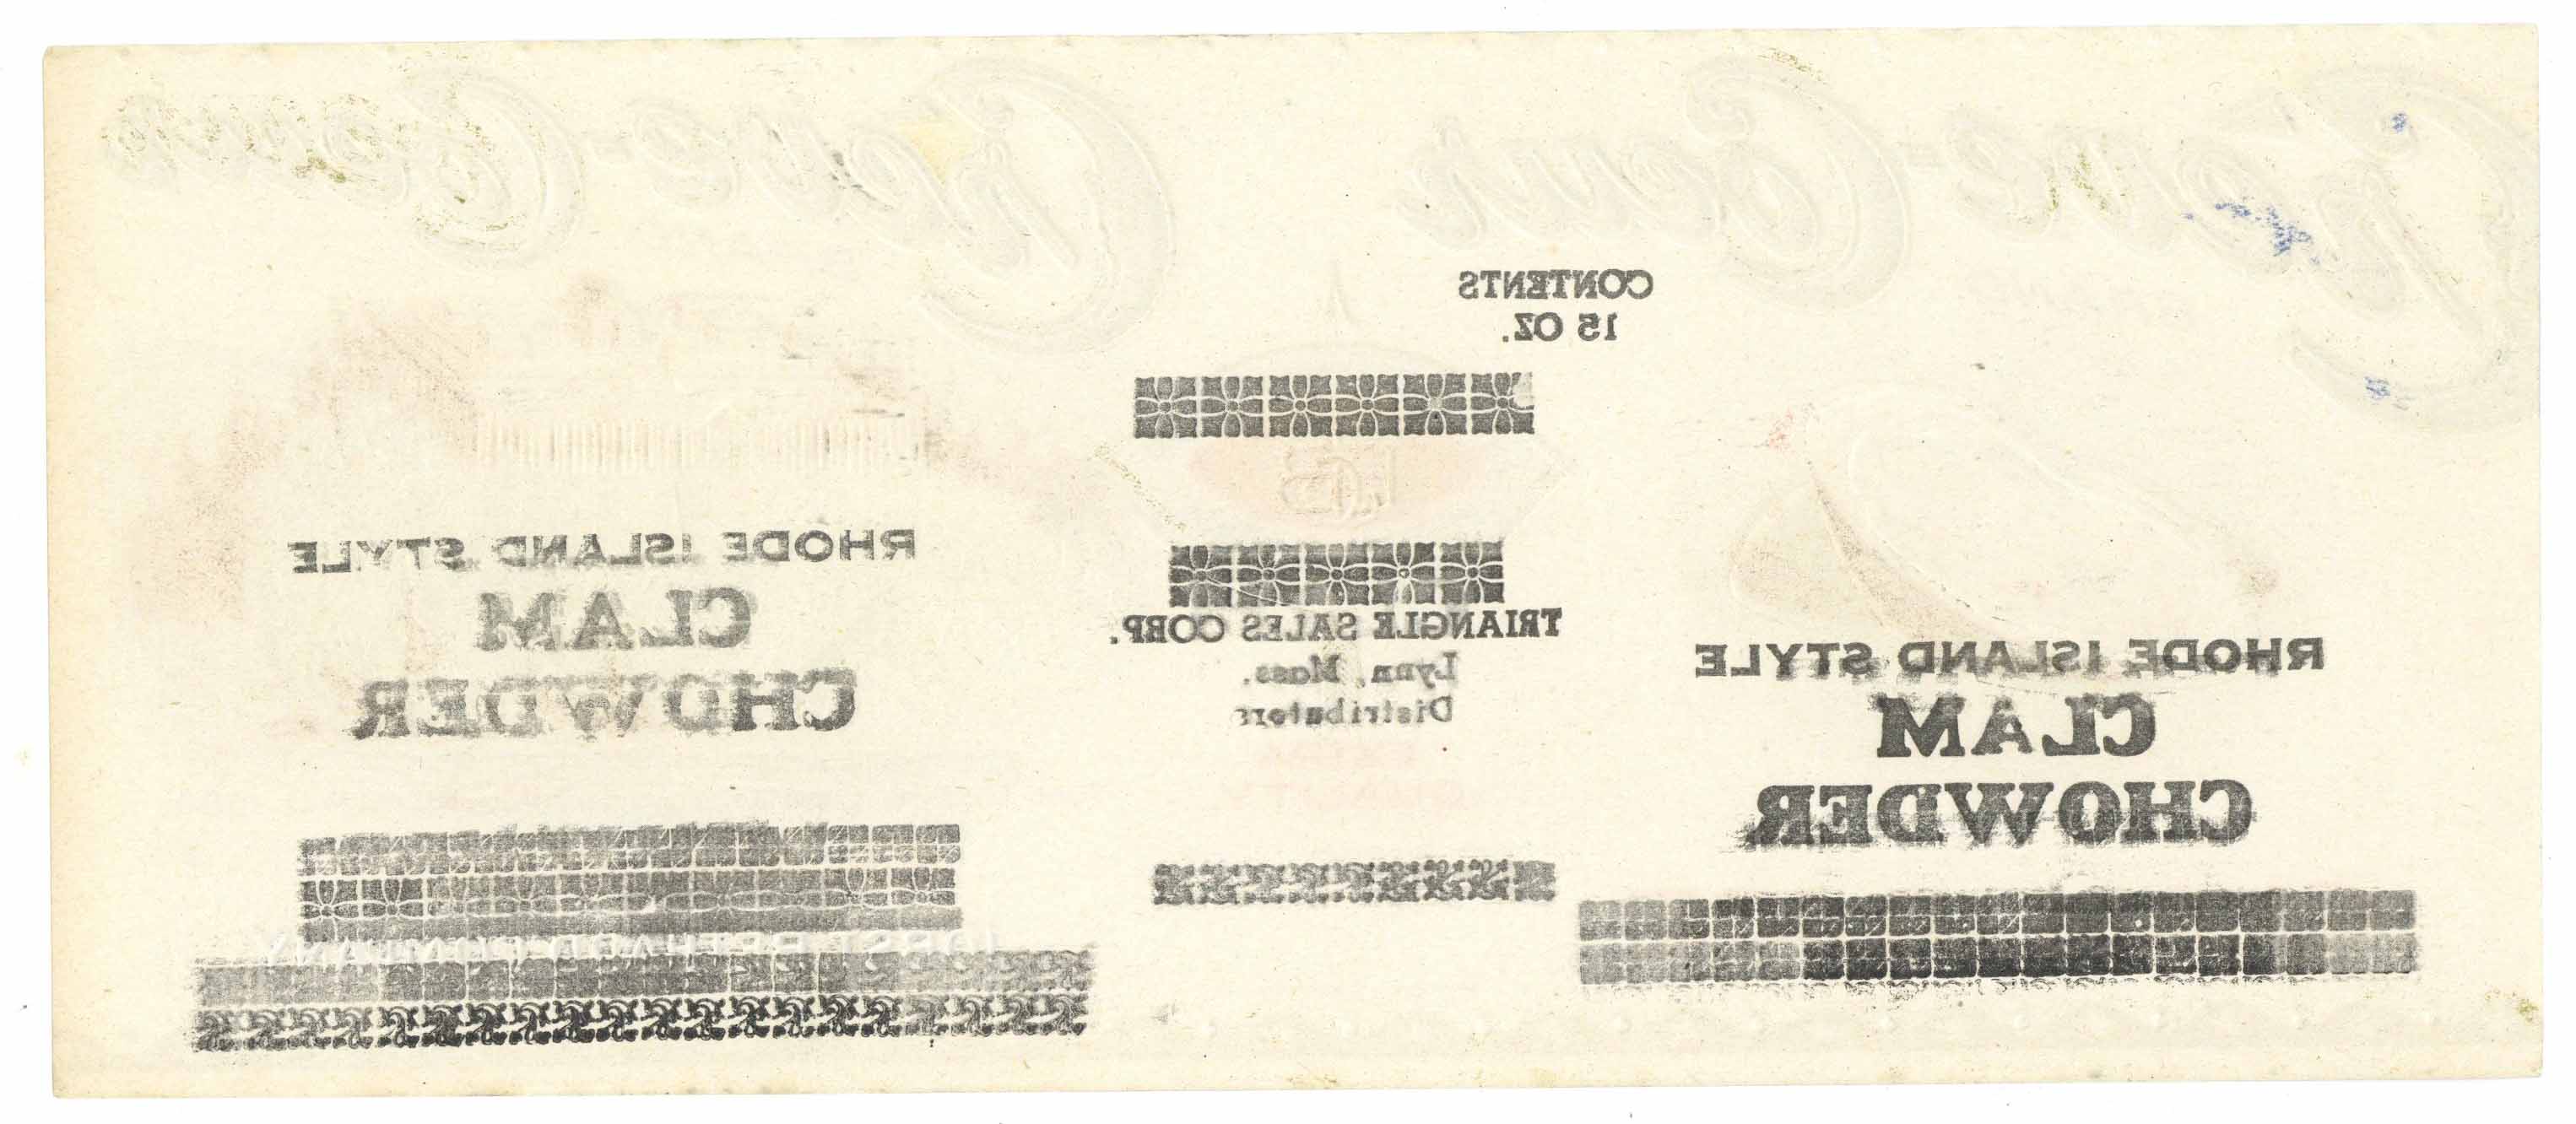 CONTENTS
15 OZ.
TRIANGLE SALES CORP.
Lynn, Mass.
Distributors
RHODE ISLAND STYLE
CLAM
CHOWDER
RHODE ISLAND STYLE
CLAM
CHOWDER